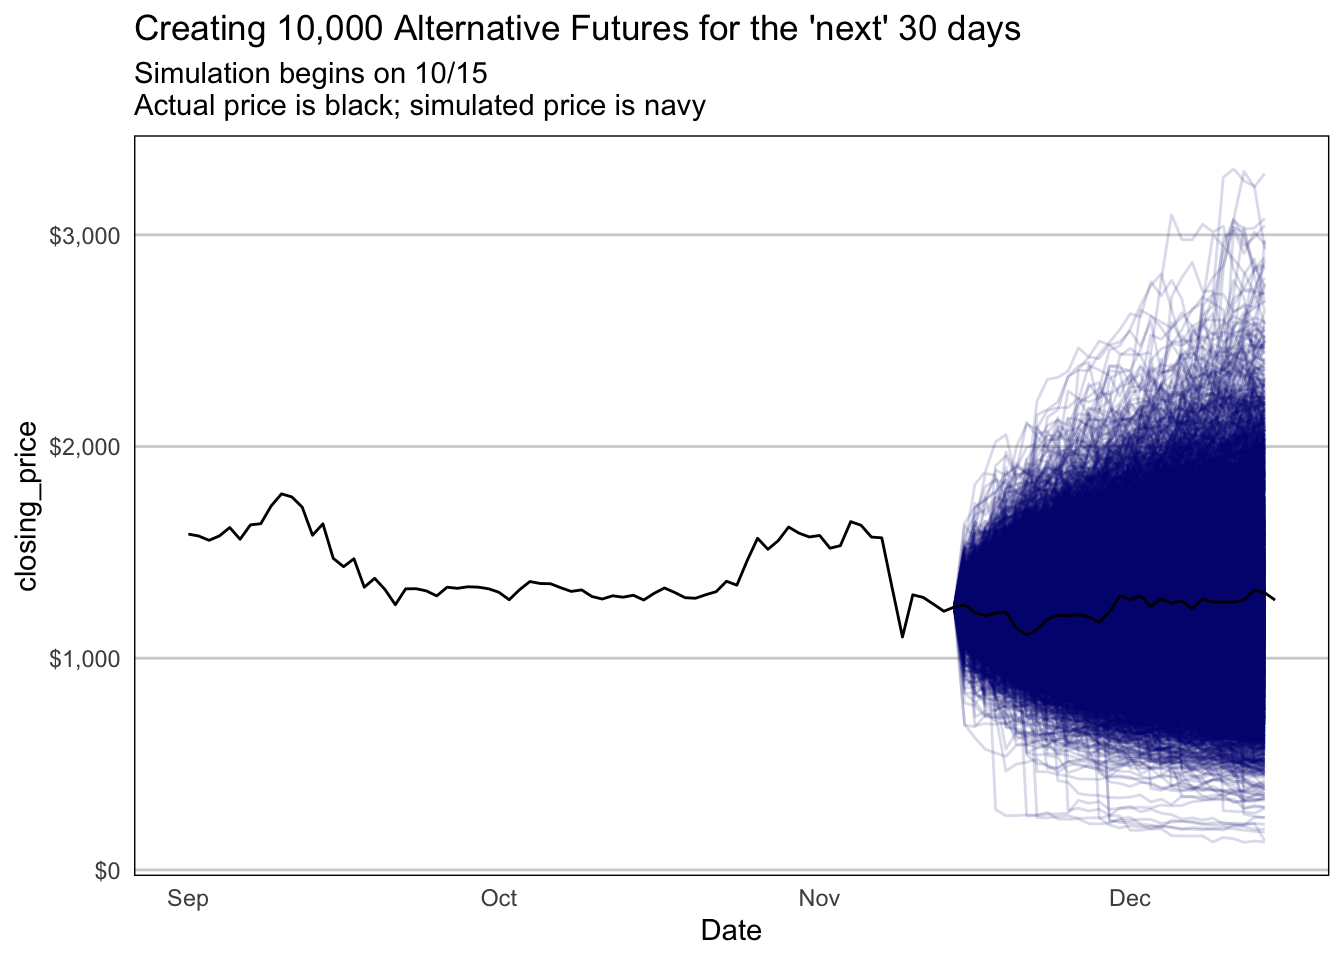 Creating 10,000 Alternative Futures for the 'next' 30 days
Simulation begins on 10/15
Actual price is black; simulated price is navy
closing_price
$3,000
$2,000
$1,000
$0
Sep
Oct
Nov
Dec
Date